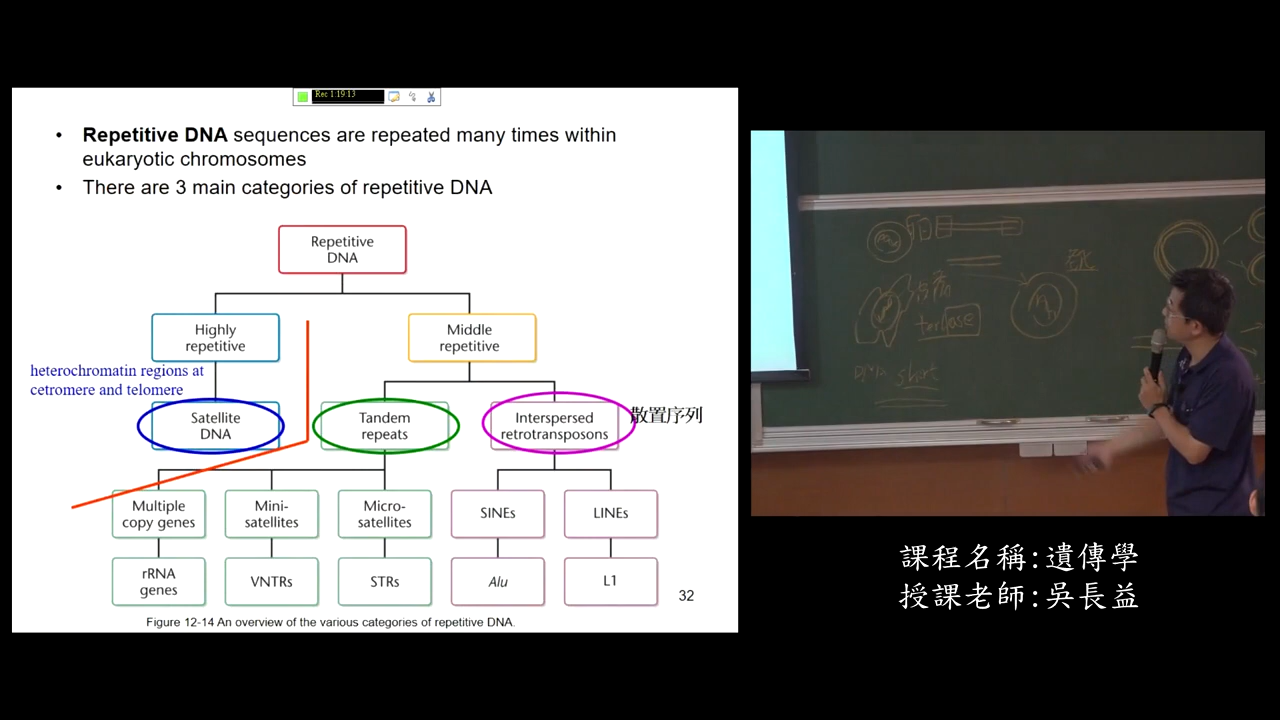 Rec 1:19:13
• Repetitive DNA sequences are repeated many times within
eukaryotic chromosomes
• There are 3 main categories of repetitive DNA
Repetitive
DNA
Highly
repetitive
Middle
repetitive
heterochromatin regions at
cetromere and telomere
Satellite
DNA
Tandem
repeats
Interspersed
retrotransposons
散置序列
Multiple
copy genes
Mini-
satellites
Micro-
satellites
SINEs
LINEs
rRNA
genes
VNTRs
STRs
Alu
L1
32
Figure 12-14 An overview of the various categories of repetitive DNA.
short
課程名稱:遺傳學
授課老師:吳長益